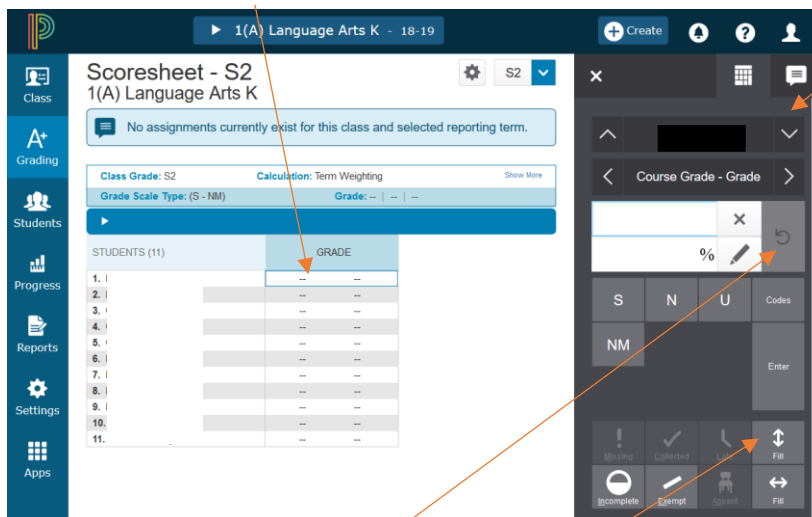 1(A) Language Arts K - 18-19
Create
Class
Grading
Students
Progress
Reports
Settings
Apps
Scoresheet - S2
1(A) Language Arts K
S2
No assignments currently exist for this class and selected reporting term.
Class Grade: S2 Calculation: Term Weighting Show More
Grade Scale Type: (S - NM) Grade: -- | -- | --
STUDENTS (11) GRADE
1. -- --
2. -- --
3. -- --
4. -- --
5. -- --
6. -- --
7. -- --
8. -- --
9. -- --
10. -- --
11. -- --
Course Grade - Grade
%
S N U Codes
NM
Enter
Missing Collected Late Fill
Incomplete Exempt Absent Fill